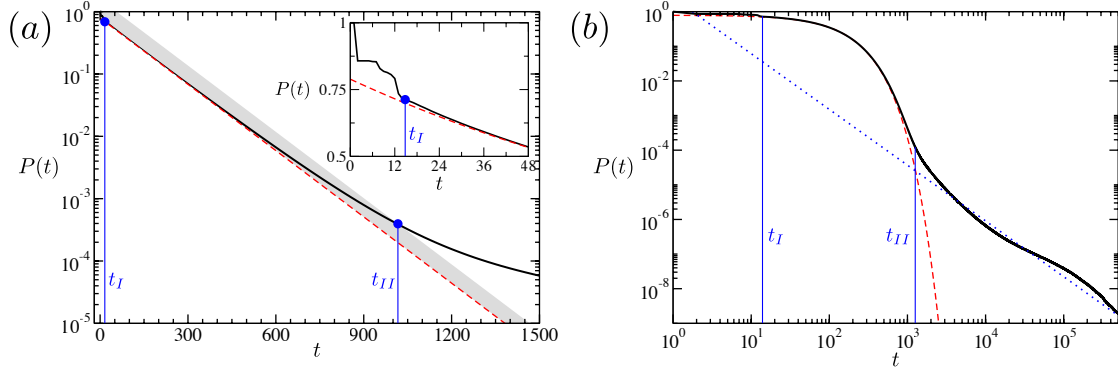 (a)
10^0
10^-1
10^-2
P(t)
10^-3
10^-4
10^-5
0 300 600 900 1200 1500
t
t_I
t_II
1
P(t) 0.75
0.5
0 12 24 36 48
t
t_I
(b)
10^0
10^-2
10^-4
P(t)
10^-6
10^-8
10^0 10^1 10^2 10^3 10^4 10^5
t
t_I
t_II